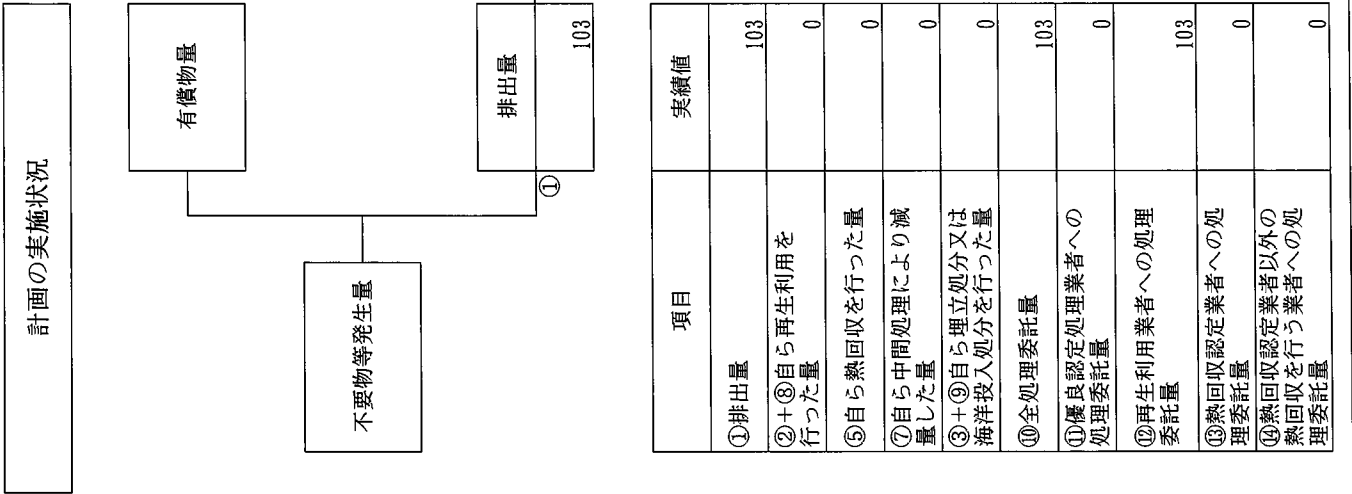 計画の実施状況
有償物量
不要物等発生量
排出量
①
103
項目 実績値
①排出量 103
②+⑧自ら再生利用を
行った量 0
⑤自ら熱回収を行った量 0
⑦自ら中間処理により減
量した量 0
③+⑨自ら埋立処分又は
海洋投入処分を行った量 0
⑩全処理委託量 103
⑪優良認定処理業者への
処理委託量 0
⑫再生利用業者への処理
委託量 103
⑬熱回収認定業者への処
理委託量 0
⑭熱回収認定業者以外の
熱回収を行う業者への処
理委託量 0